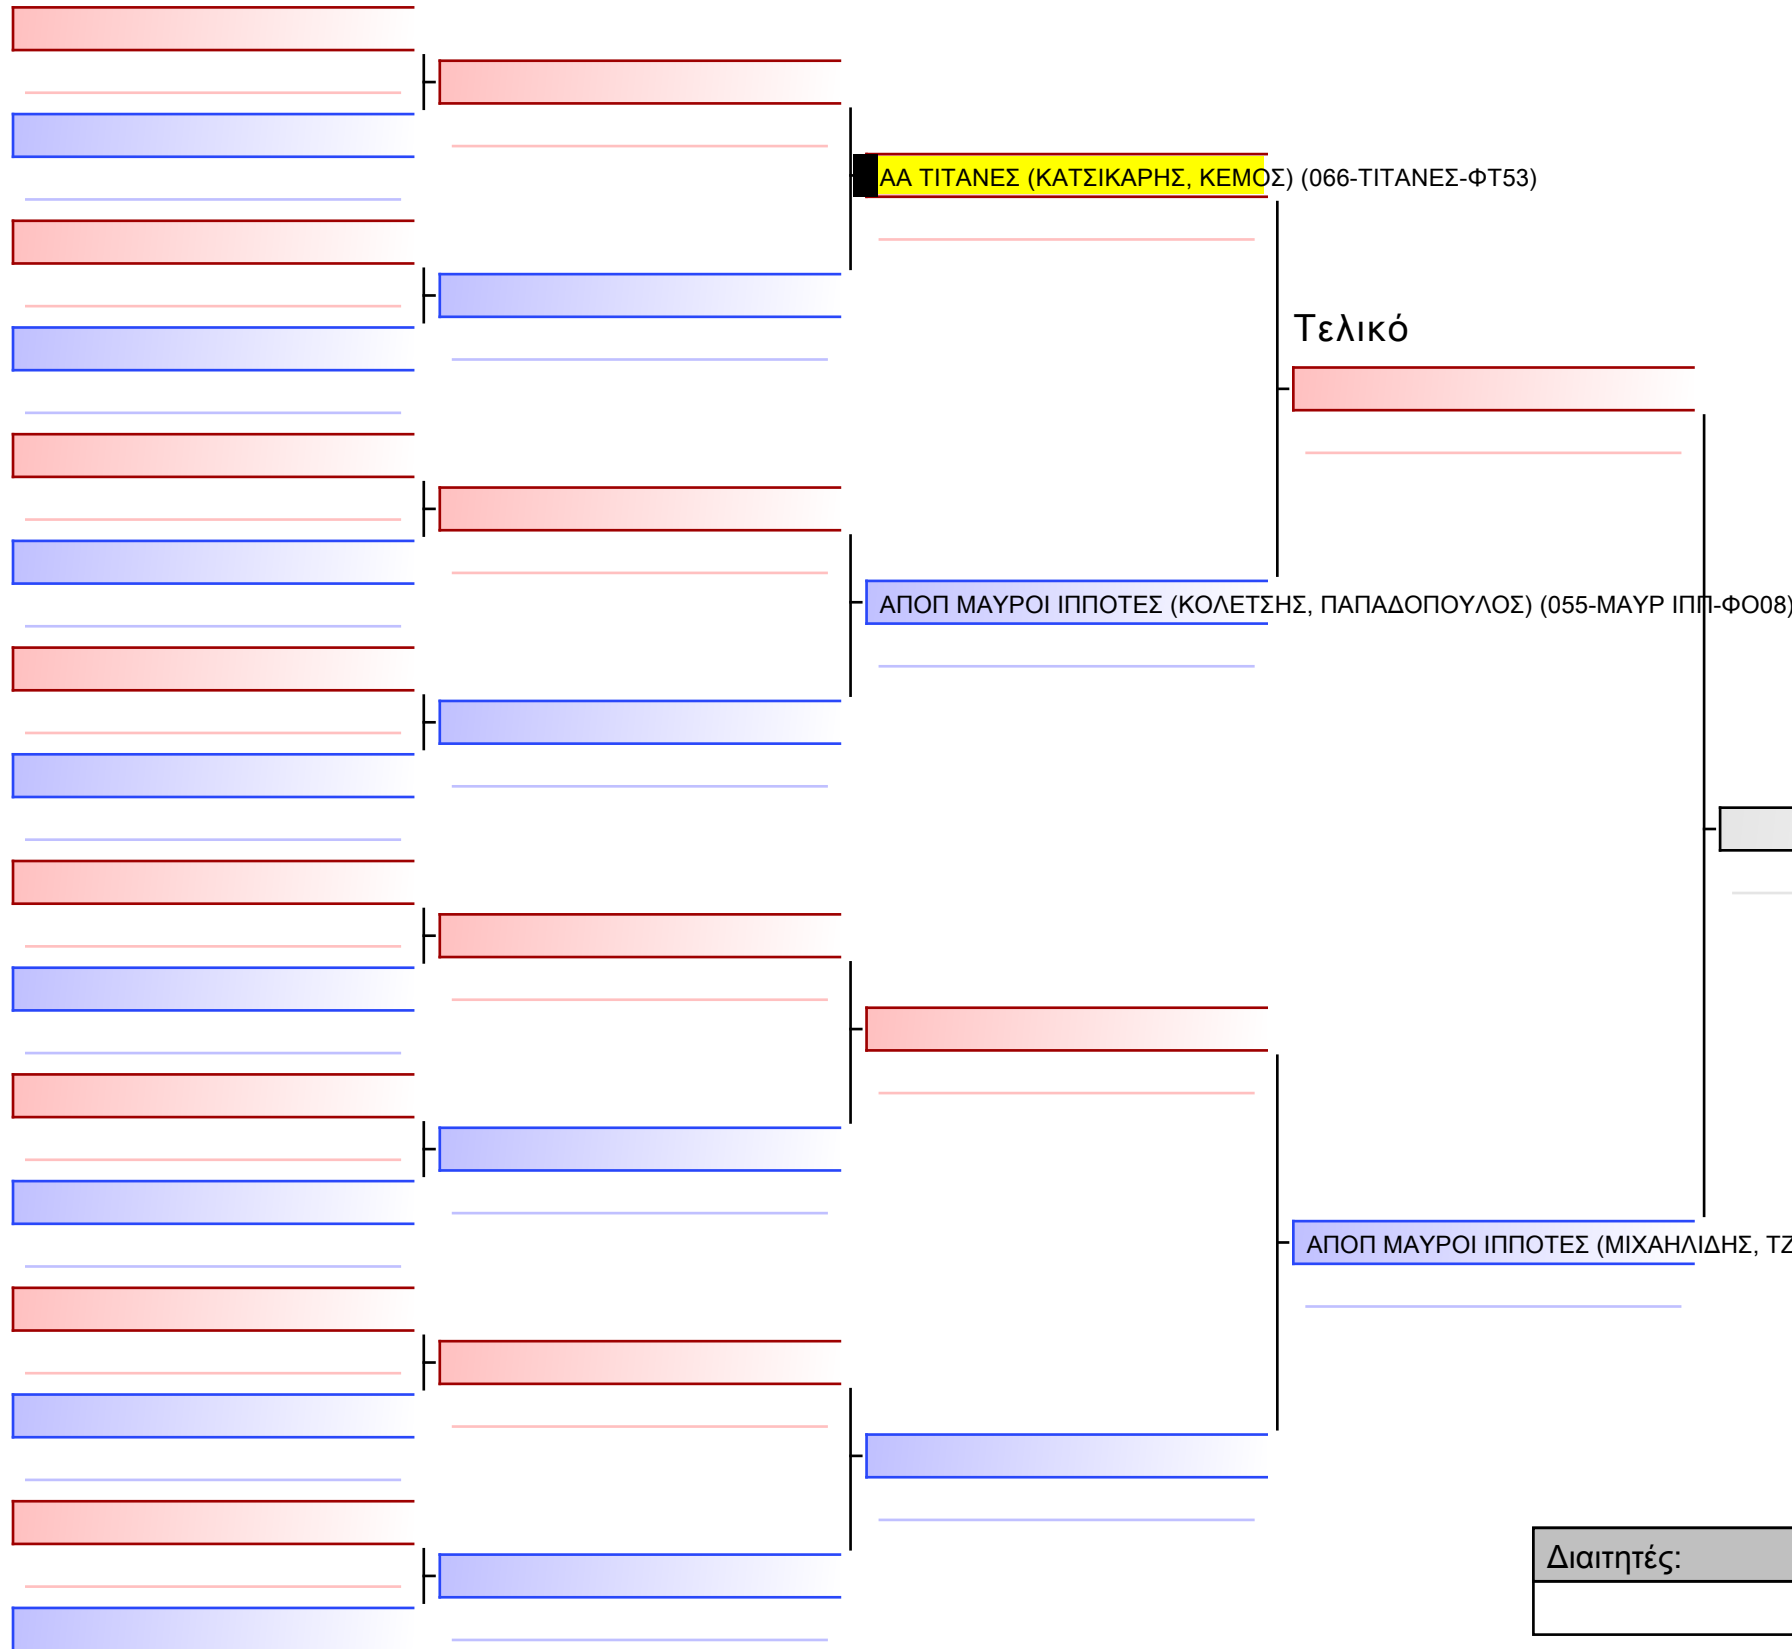 ΑΑ ΤΙΤΑΝΕΣ (ΚΑΤΣΙΚΑΡΗΣ, ΚΕΜΟΣ) (066-ΤΙΤΑΝΕΣ-ΦΤ53)
Τελικό
ΑΠΟΠ ΜΑΥΡΟΙ ΙΠΠΟΤΕΣ (ΚΟΛΕΤΣΗΣ, ΠΑΠΑΔΟΠΟΥΛΟΣ) (055-ΜΑΥΡ ΙΠΠ-ΦΟ08)
ΑΠΟΠ ΜΑΥΡΟΙ ΙΠΠΟΤΕΣ (ΜΙΧΑΗΛΙΔΗΣ, ΤΖ
Διαιτητές: